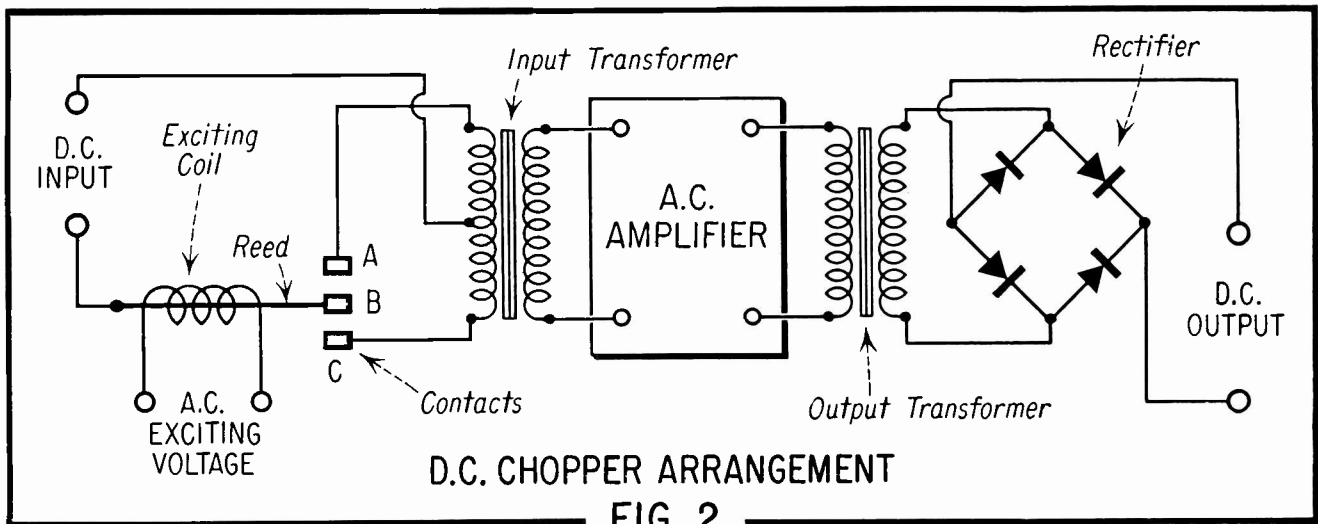 Input Transformer
Rectifier
Exciting
Coil
D.C.
INPUT
Reed
A
B
C
A.C.
EXCITING
VOLTAGE
Contacts
A.C.
AMPLIFIER
Output Transformer
D.C.
OUTPUT
D.C. CHOPPER ARRANGEMENT
FIG. 2